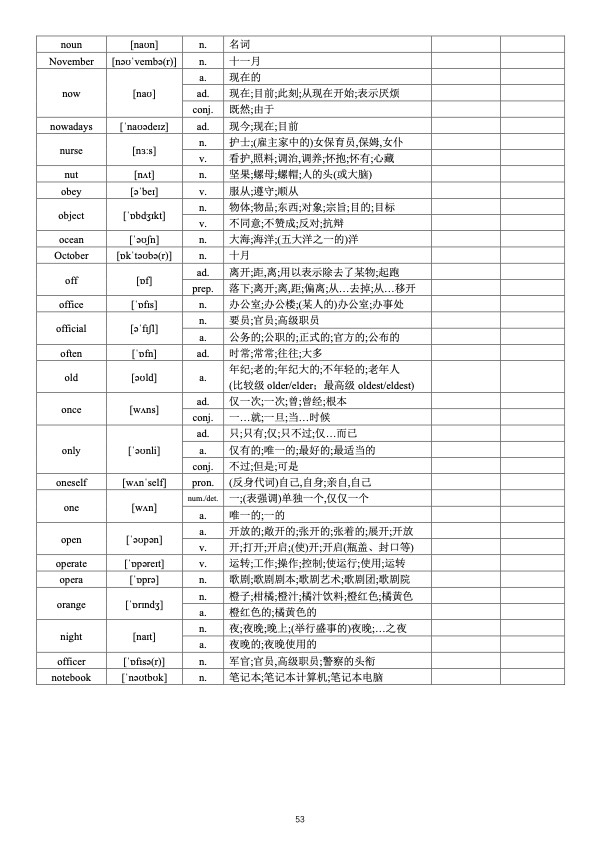 noun [naʊn] n. 名词
November [nəʊˈvembə(r)] n. 十一月
now [naʊ] a. 现在的
ad. 现在;目前;此刻;从现在开始;表示厌烦
conj. 既然;由于
nowadays [ˈnaʊədeɪz] ad. 现今;现在;目前
nurse [nɜːs] n. 护士;(雇主家中的)女保育员,保姆,女仆
v. 看护,照料;调治,调养;怀抱;怀有;心藏
nut [nʌt] n. 坚果;螺母;螺帽;人的头(或大脑)
obey [əˈbeɪ] v. 服从;遵守;顺从
object [ˈɒbdʒɪkt] n. 物体;物品;东西;对象;宗旨;目的;目标
v. 不同意;不赞成;反对;抗辩
ocean [ˈəʊʃn] n. 大海;海洋;(五大洋之一的)洋
October [ɒkˈtəʊbə(r)] n. 十月
off [ɒf] ad. 离开;距,离;用以表示除去了某物;起跑
prep. 落下;离开;离,距;偏离;从…去掉;从…移开
office [ˈɒfɪs] n. 办公室;办公楼;(某人的)办公室;办事处
official [əˈfɪʃl] n. 要员;官员;高级职员
a. 公务的;公职的;正式的;官方的;公布的
often [ˈɒfn] ad. 时常;常常;往往;大多
old [əʊld] a. 年纪;老的;年纪大的;不年轻的;老年人
(比较级 older/elder；最高级 oldest/eldest)
once [wʌns] ad. 仅一次;一次;曾;曾经;根本
conj. 一…就;一旦;当…时候
only [ˈəʊnli] ad. 只;只有;仅;只不过;仅…而已
a. 仅有的;唯一的;最好的;最适当的
conj. 不过;但是;可是
oneself [wʌnˈself] pron. (反身代词)自己,自身;亲自,自己
one [wʌn] num./det. 一;(表强调)单独一个,仅仅一个
a. 唯一的;一的
open [ˈəʊpən] a. 开放的;敞开的;张开的;张着的;展开;开放
v. 开;打开;开启;(使)开;开启(瓶盖、封口等)
operate [ˈɒpəreɪt] v. 运转;工作;操作;控制;使运行;使用;运转
opera [ˈɒprə] n. 歌剧;歌剧剧本;歌剧艺术;歌剧团;歌剧院
orange [ˈɒrɪndʒ] n. 橙子;柑橘;橙汁;橘汁饮料;橙红色;橘黄色
a. 橙红色的;橘黄色的
night [naɪt] n. 夜;夜晚;晚上;(举行盛事的)夜晚;…之夜
a. 夜晚的;夜晚使用的
officer [ˈɒfɪsə(r)] n. 军官;官员,高级职员;警察的头衔
notebook [ˈnəʊtbʊk] n. 笔记本;笔记本计算机;笔记本电脑
53